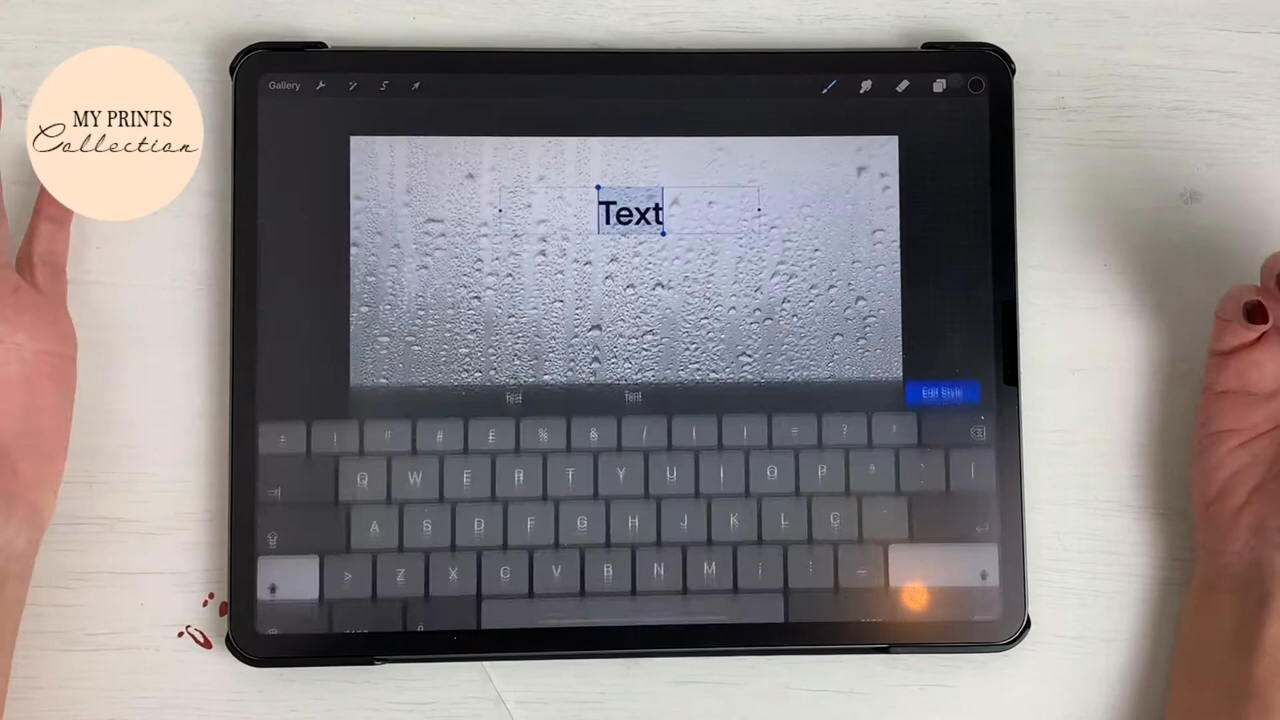 MY PRINTS
Collection
Gallery
Text
Edit Style
Q W E R T Y U I O P
A S D F G H J K L
Z X C V B N M